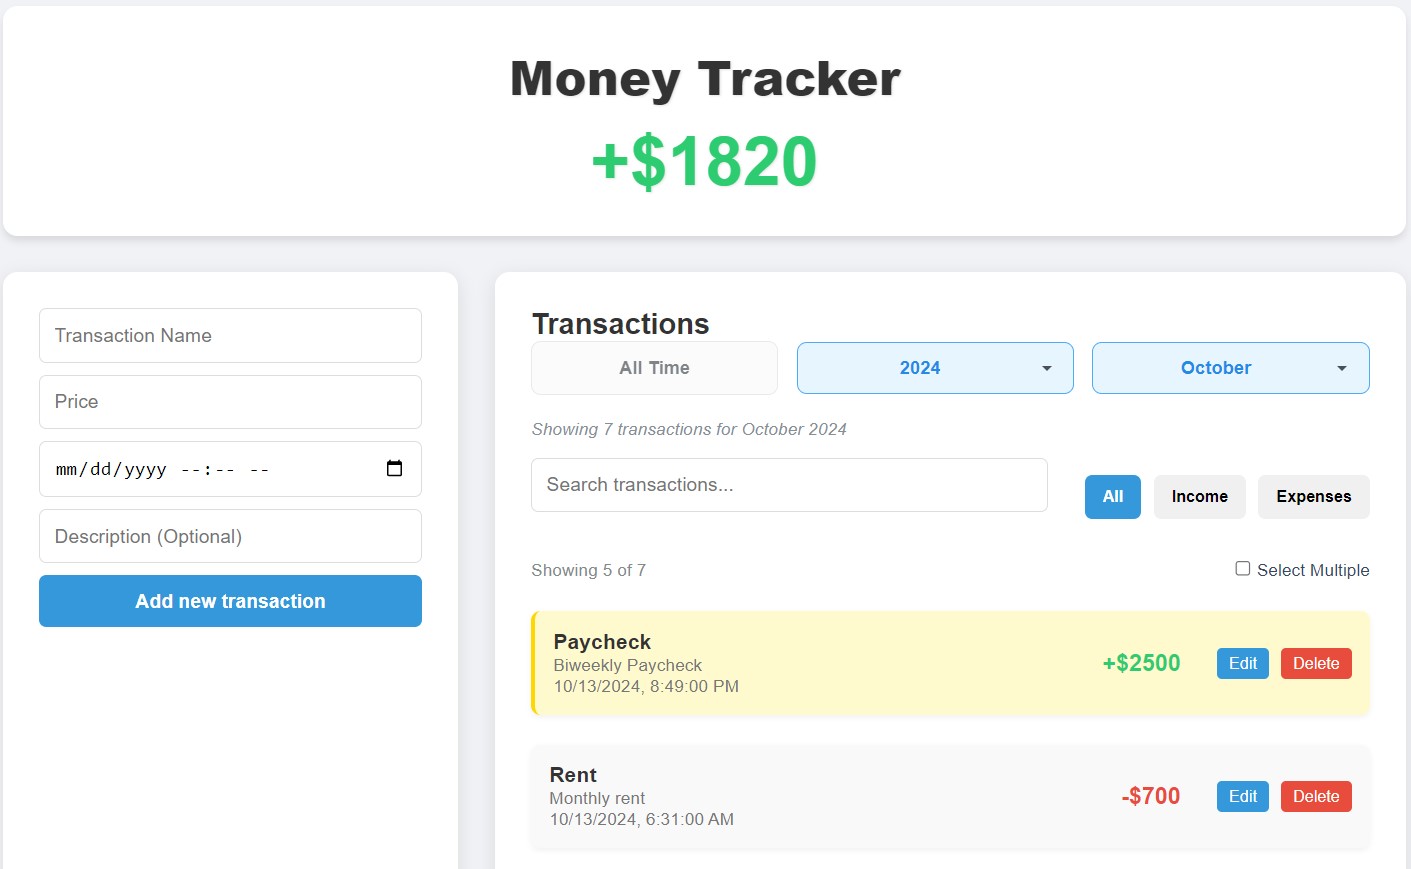 Money Tracker
+$1820
Transaction Name
Price
mm/dd/yyyy --:-- --
Description (Optional)
Add new transaction
Transactions
All Time
2024
October
Showing 7 transactions for October 2024
Search transactions...
All
Income
Expenses
Showing 5 of 7
Select Multiple
Paycheck
Biweekly Paycheck
10/13/2024, 8:49:00 PM
+$2500
Edit
Delete
Rent
Monthly rent
10/13/2024, 6:31:00 AM
-$700
Edit
Delete